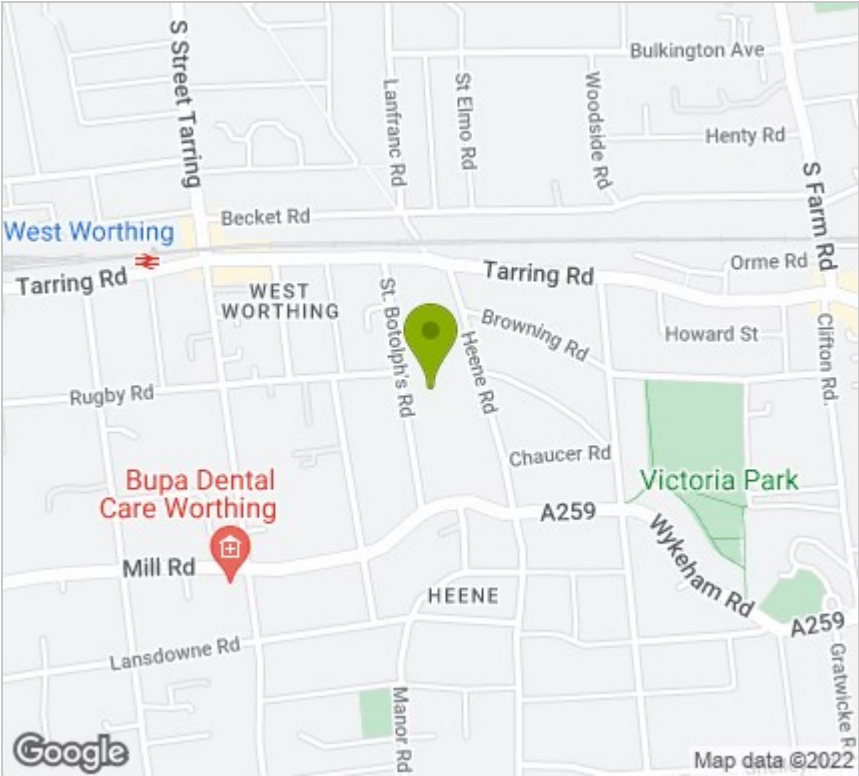 Bulkington Ave
S Street Tarring
Lanfranc Rd
St Elmo Rd
Woodside Rd
Henty Rd
S Farm Rd
Becket Rd
West Worthing
Tarring Rd
Tarring Rd
Orme Rd
WEST
WORTHING
St. Botolph's Rd
Browning Rd
Heene Rd
Howard St
Clifton Rd.
Rugby Rd
Chaucer Rd
Bupa Dental
Care Worthing
Victoria Park
A259
Wykeham Rd
Mill Rd
HEENE
A259
Lansdowne Rd
Gratwicke R
Manor Rd
Google
Map data ©2022